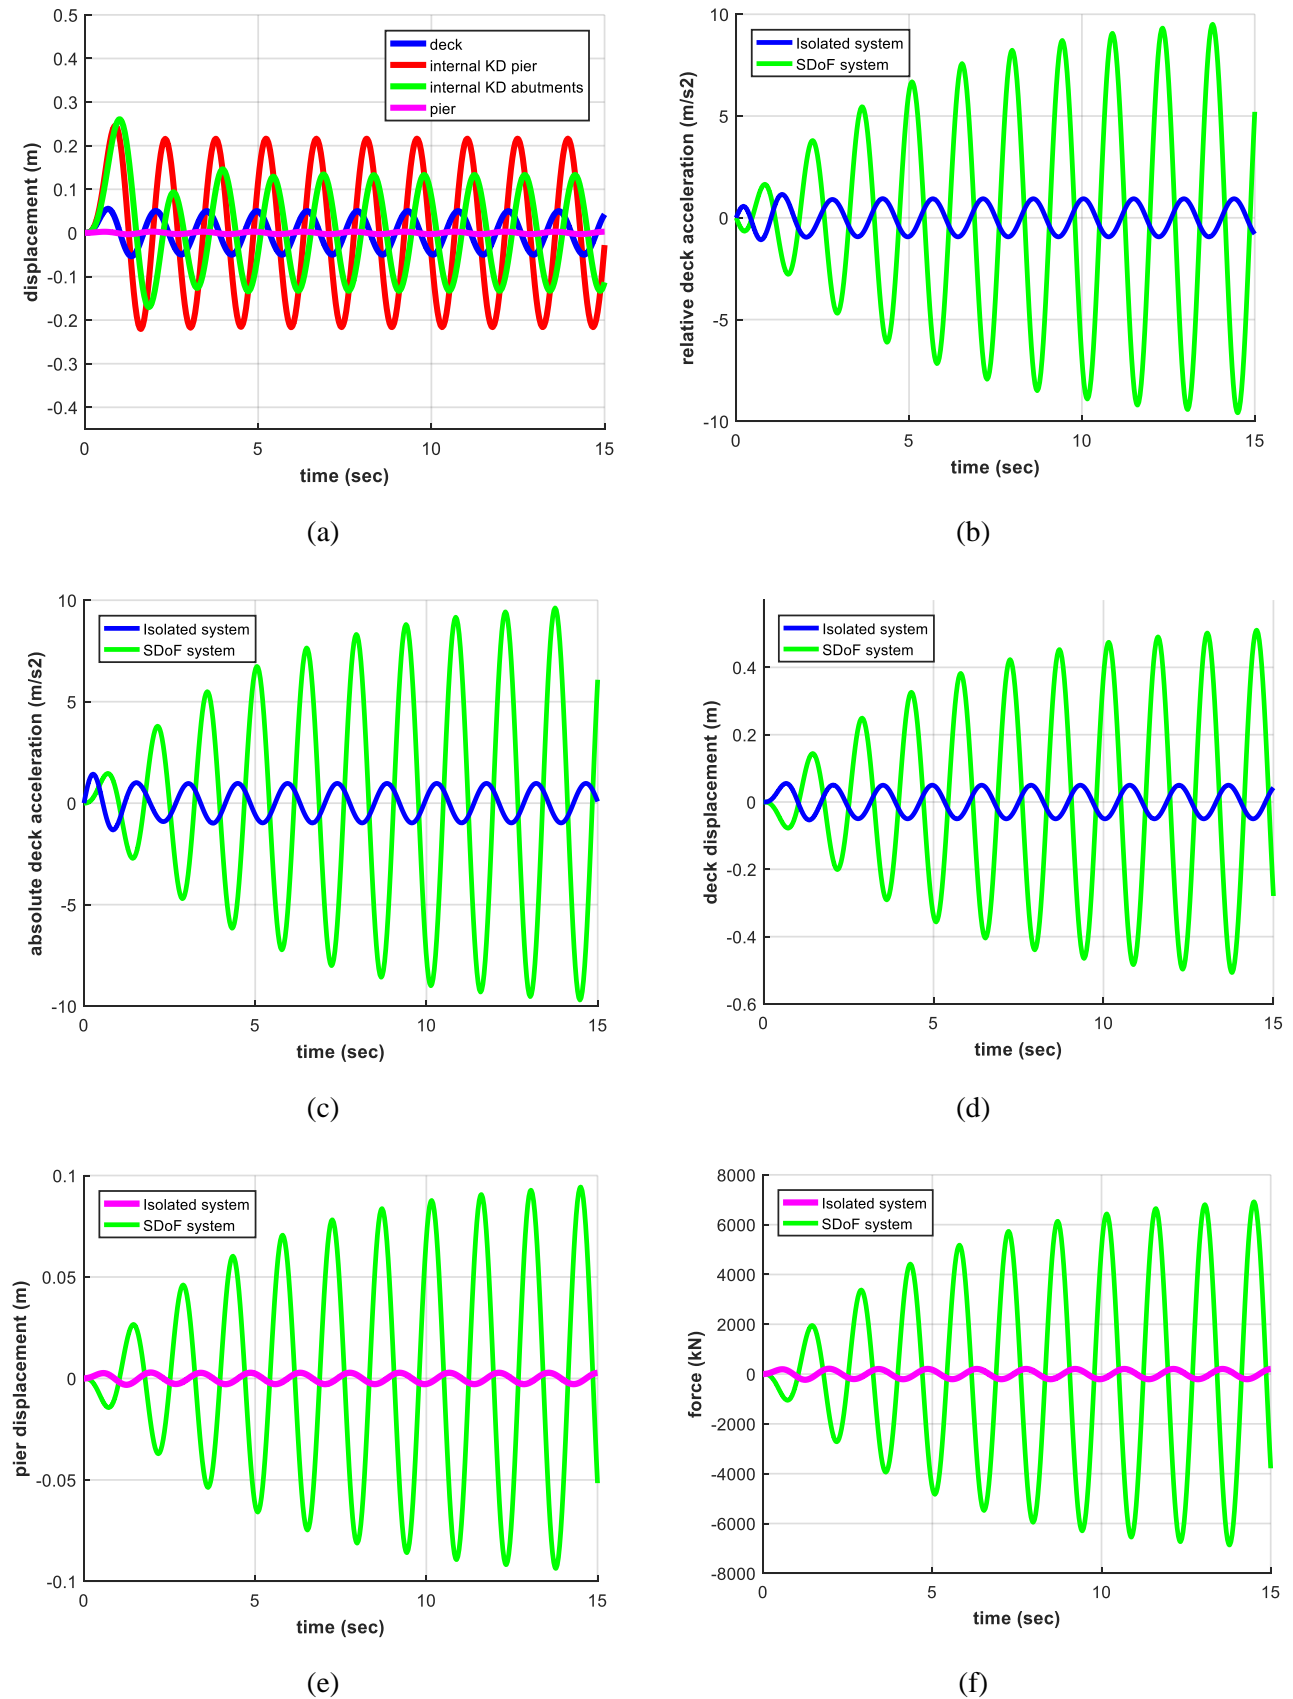 0.5
0.4
0.3
0.2
0.1
0
-0.1
-0.2
-0.3
-0.4
displacement (m)
deck
internal KD pier
internal KD abutments
pier
0 5 10 15
time (sec)
(a)
10
5
0
-5
-10
relative deck acceleration (m/s2)
Isolated system
SDoF system
0 5 10 15
time (sec)
(b)
10
5
0
-5
-10
absolute deck acceleration (m/s2)
Isolated system
SDoF system
0 5 10 15
time (sec)
(c)
0.4
0.2
0
-0.2
-0.4
-0.6
deck displacement (m)
Isolated system
SDoF system
0 5 10 15
time (sec)
(d)
0.1
0.05
0
-0.05
-0.1
pier displacement (m)
Isolated system
SDoF system
0 5 10 15
time (sec)
(e)
8000
6000
4000
2000
0
-2000
-4000
-6000
-8000
force (kN)
Isolated system
SDoF system
0 5 10 15
time (sec)
(f)